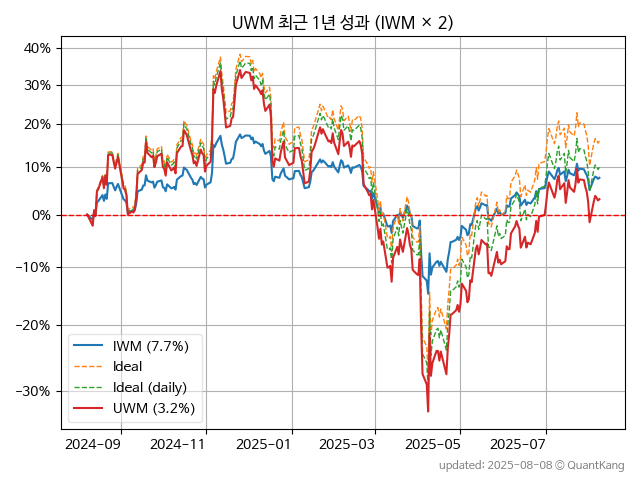 UWM 최근 1년 성과 (IWM × 2)
40%
30%
20%
10%
0%
−10%
−20%
−30%
IWM (7.7%)
Ideal
Ideal (daily)
UWM (3.2%)
2024-09
2024-11
2025-01
2025-03
2025-05
2025-07
updated: 2025-08-08 ⓒ QuantKang